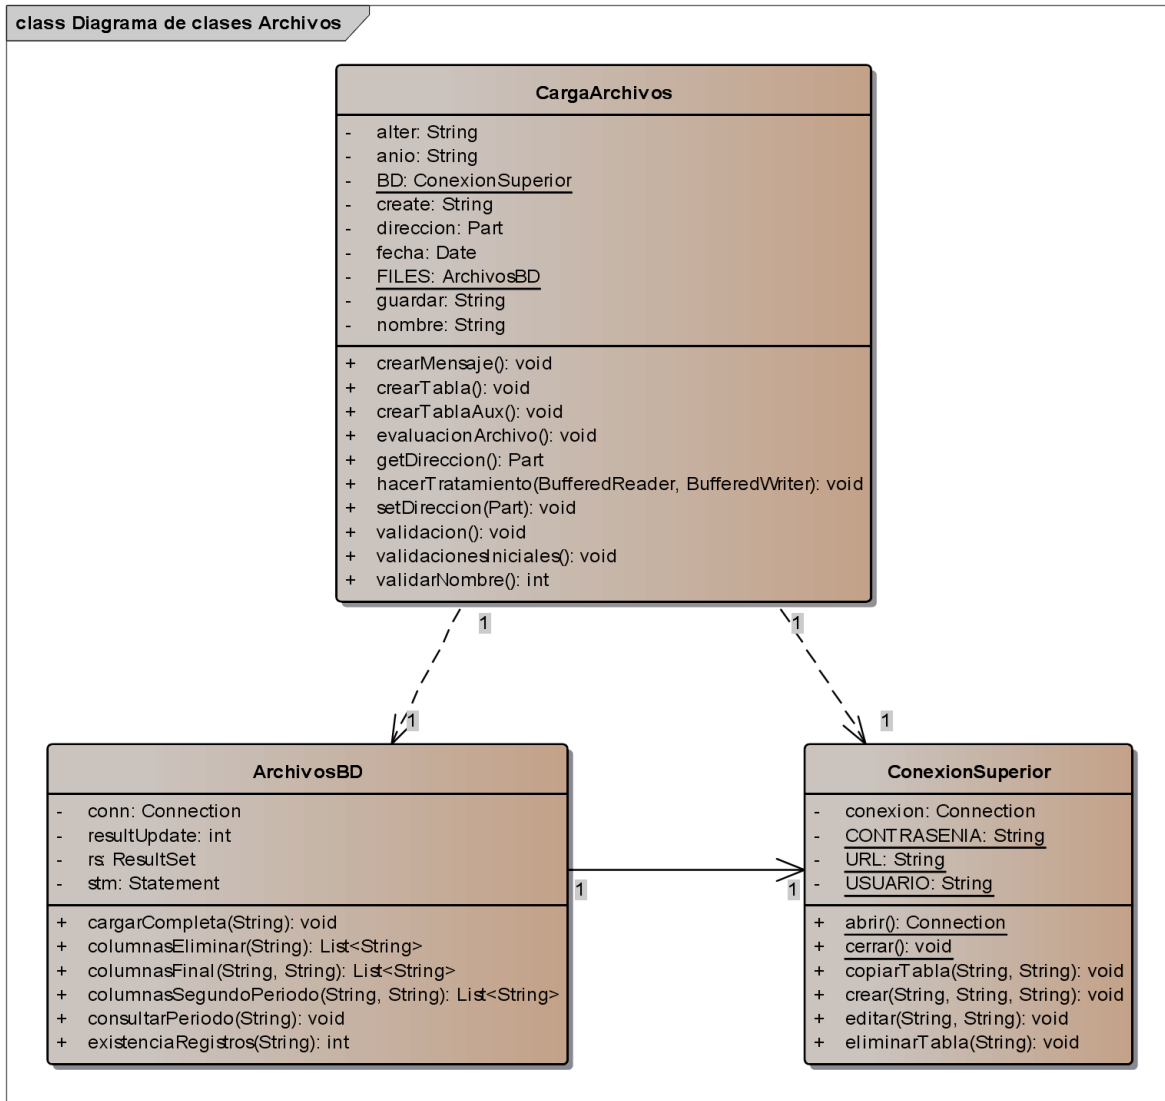 class Diagrama de clases Archivos
CargaArchivos
- alter: String
- anio: String
- BD: ConexionSuperior
- create: String
- direccion: Part
- fecha: Date
- FILES: ArchivosBD
- guardar: String
- nombre: String
+ crearMensaje(): void
+ crearTabla(): void
+ crearTablaAux(): void
+ evaluacionArchivo(): void
+ getDireccion(): Part
+ hacerTratamiento(BufferedReader, BufferedWriter): void
+ setDireccion(Part): void
+ validacion(): void
+ validacionesIniciales(): void
+ validarNombre(): int
1
1
1
1
ArchivosBD
- conn: Connection
- resultUpdate: int
- rs: ResultSet
- stm: Statement
+ cargarCompleta(String): void
+ columnasEliminar(String): List<String>
+ columnasFinal(String, String): List<String>
+ columnasSegundoPeriodo(String, String): List<String>
+ consultarPeriodo(String): void
+ existenciaRegistros(String): int
1
1
ConexionSuperior
- conexion: Connection
- CONTRASENIA: String
- URL: String
- USUARIO: String
+ abrir(): Connection
+ cerrar(): void
+ copiarTabla(String, String): void
+ crear(String, String, String): void
+ editar(String, String): void
+ eliminarTabla(String): void